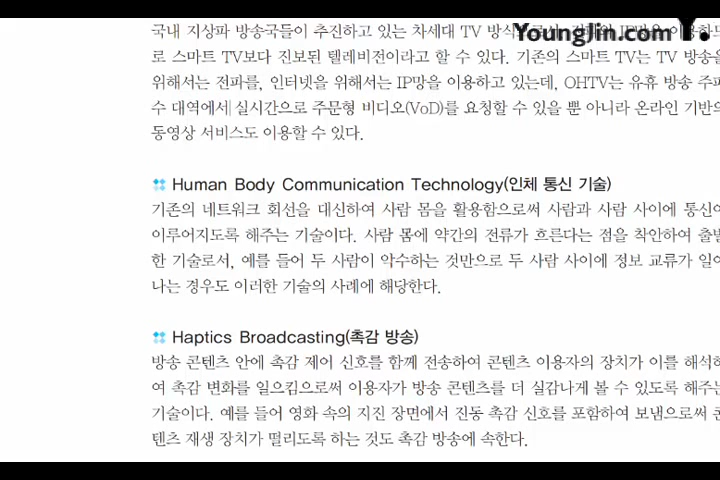 국내 지상파 방송국들이 추진하고 있는 차세대 TV 방식
YoungJin.com Y.
로 스마트 TV보다 진보된 텔레비전이라고 할 수 있다. 기존의 스마트 TV는 TV 방송을
위해서는 전파를, 인터넷을 위해서는 IP망을 이용하고 있는데, OHTV는 유휴 방송 주파
수 대역에서 실시간으로 주문형 비디오(VoD)를 요청할 수 있을 뿐 아니라 온라인 기반의
동영상 서비스도 이용할 수 있다.
Human Body Communication Technology(인체 통신 기술)
기존의 네트워크 회선을 대신하여 사람 몸을 활용함으로써 사람과 사람 사이에 통신이
이루어지도록 해주는 기술이다. 사람 몸에 약간의 전류가 흐른다는 점을 착안하여 출발
한 기술로서, 예를 들어 두 사람이 악수하는 것만으로 두 사람 사이에 정보 교류가 일어
나는 경우도 이러한 기술의 사례에 해당한다.
Haptics Broadcasting(촉감 방송)
방송 콘텐츠 안에 촉감 제어 신호를 함께 전송하여 콘텐츠 이용자의 장치가 이를 해석하
여 촉감 변화를 일으킴으로써 이용자가 방송 콘텐츠를 더 실감나게 볼 수 있도록 해주는
기술이다. 예를 들어 영화 속의 지진 장면에서 진동 촉감 신호를 포함하여 보냄으로써 콘
텐츠 재생 장치가 떨리도록 하는 것도 촉감 방송에 속한다.